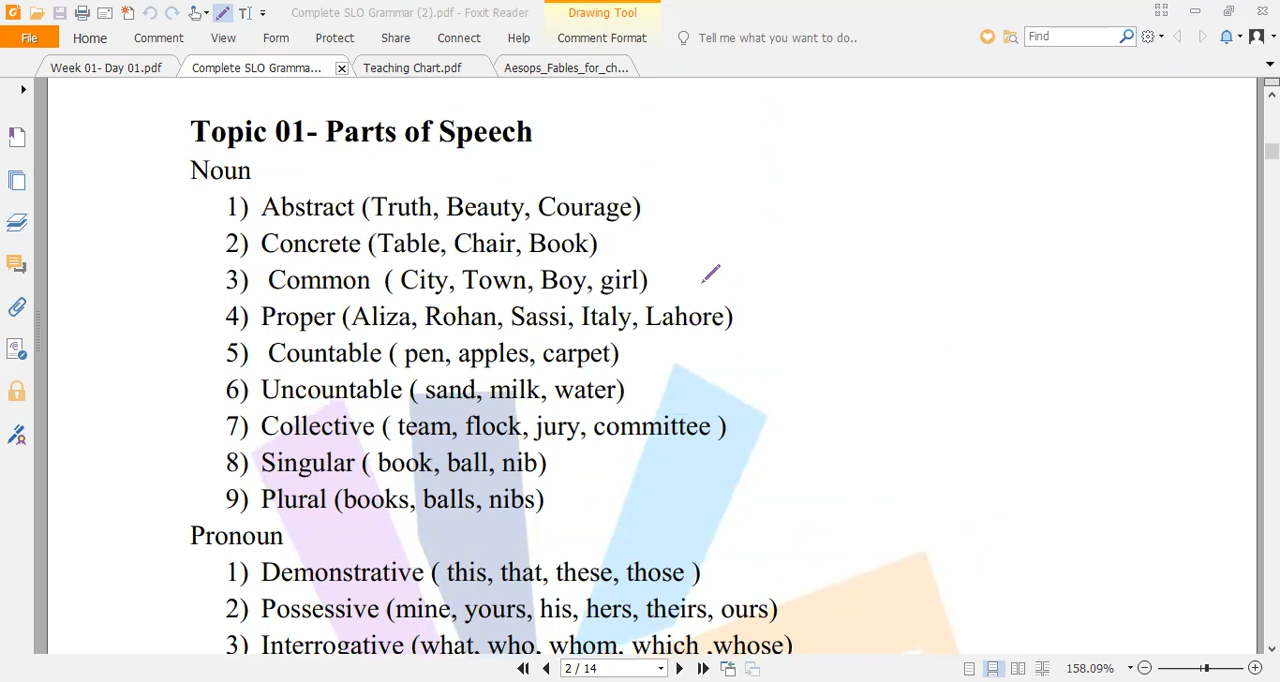 Complete SLO Grammar (2).pdf - Foxit Reader
Drawing Tool
File Home Comment View Form Protect Share Connect Help Comment Format Tell me what you want to do.. Find
Week 01- Day 01.pdf Complete SLO Gramma... Teaching Chart.pdf Aesops_Fables_for_ch...
Topic 01- Parts of Speech
Noun
1) Abstract (Truth, Beauty, Courage)
2) Concrete (Table, Chair, Book)
3) Common ( City, Town, Boy, girl)
4) Proper (Aliza, Rohan, Sassi, Italy, Lahore)
5) Countable ( pen, apples, carpet)
6) Uncountable ( sand, milk, water)
7) Collective ( team, flock, jury, committee )
8) Singular ( book, ball, nib)
9) Plural (books, balls, nibs)
Pronoun
1) Demonstrative ( this, that, these, those )
2) Possessive (mine, yours, his, hers, theirs, ours)
3) Interrogative (what, who, whom, which ,whose)
2 / 14
158.09%